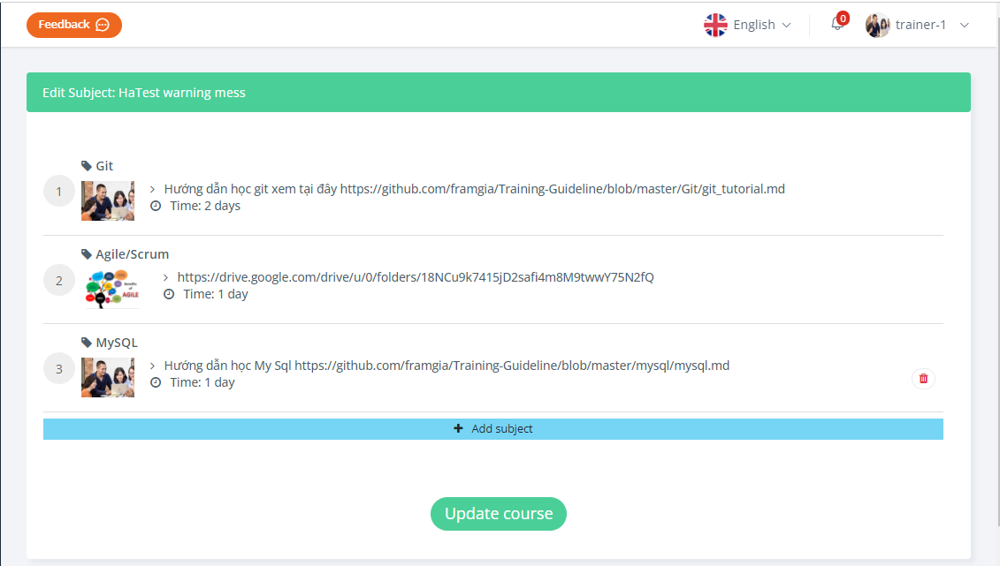 Feedback
English
0
trainer-1
Edit Subject: HaTest warning mess
Git
1
Hướng dẫn học git xem tại đây https://github.com/framgia/Training-Guideline/blob/master/Git/git_tutorial.md
Time: 2 days
Agile/Scrum
2
Benefits
of
AGILE
https://drive.google.com/drive/u/0/folders/18NCu9k7415jD2safi4m8M9twwY75N2fQ
Time: 1 day
MySQL
3
Hướng dẫn học My Sql https://github.com/framgia/Training-Guideline/blob/master/mysql/mysql.md
Time: 1 day
Add subject
Update course